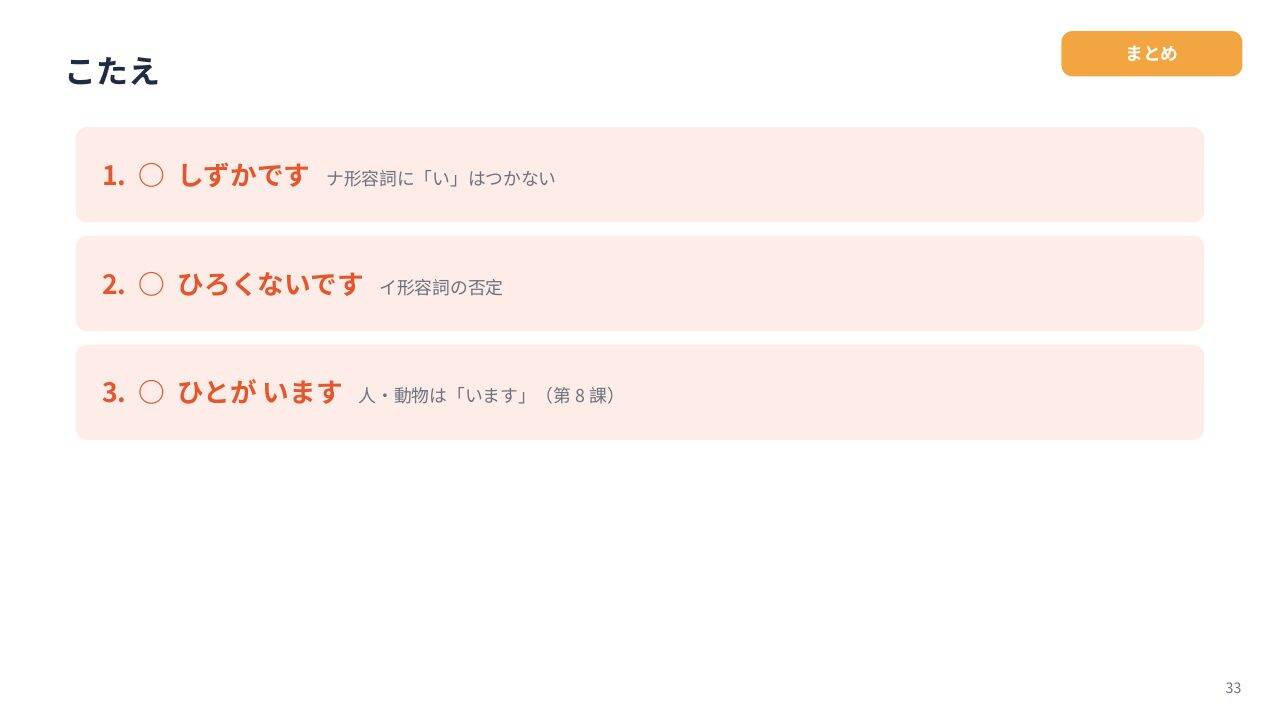 まとめ
こたえ
1. ○ しずかです ナ形容詞に「い」はつかない
2. ○ ひろくないです イ形容詞の否定
3. ○ ひとが います 人・動物は「います」（第 8 課）
33